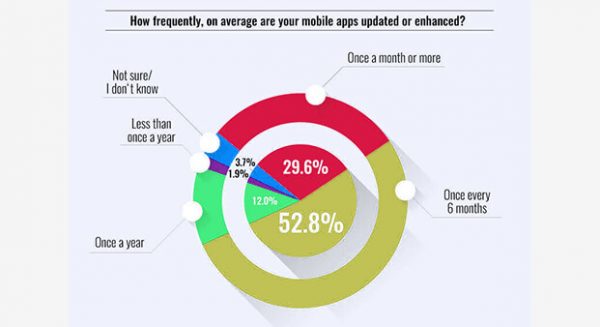 How frequently, on average are your mobile apps updated or enhanced?
Once a month or more
Not sure/
I don't know
Less than
once a year
3.7%
1.9%
29.6%
12.0%
52.8%
Once every
6 months
Once a year